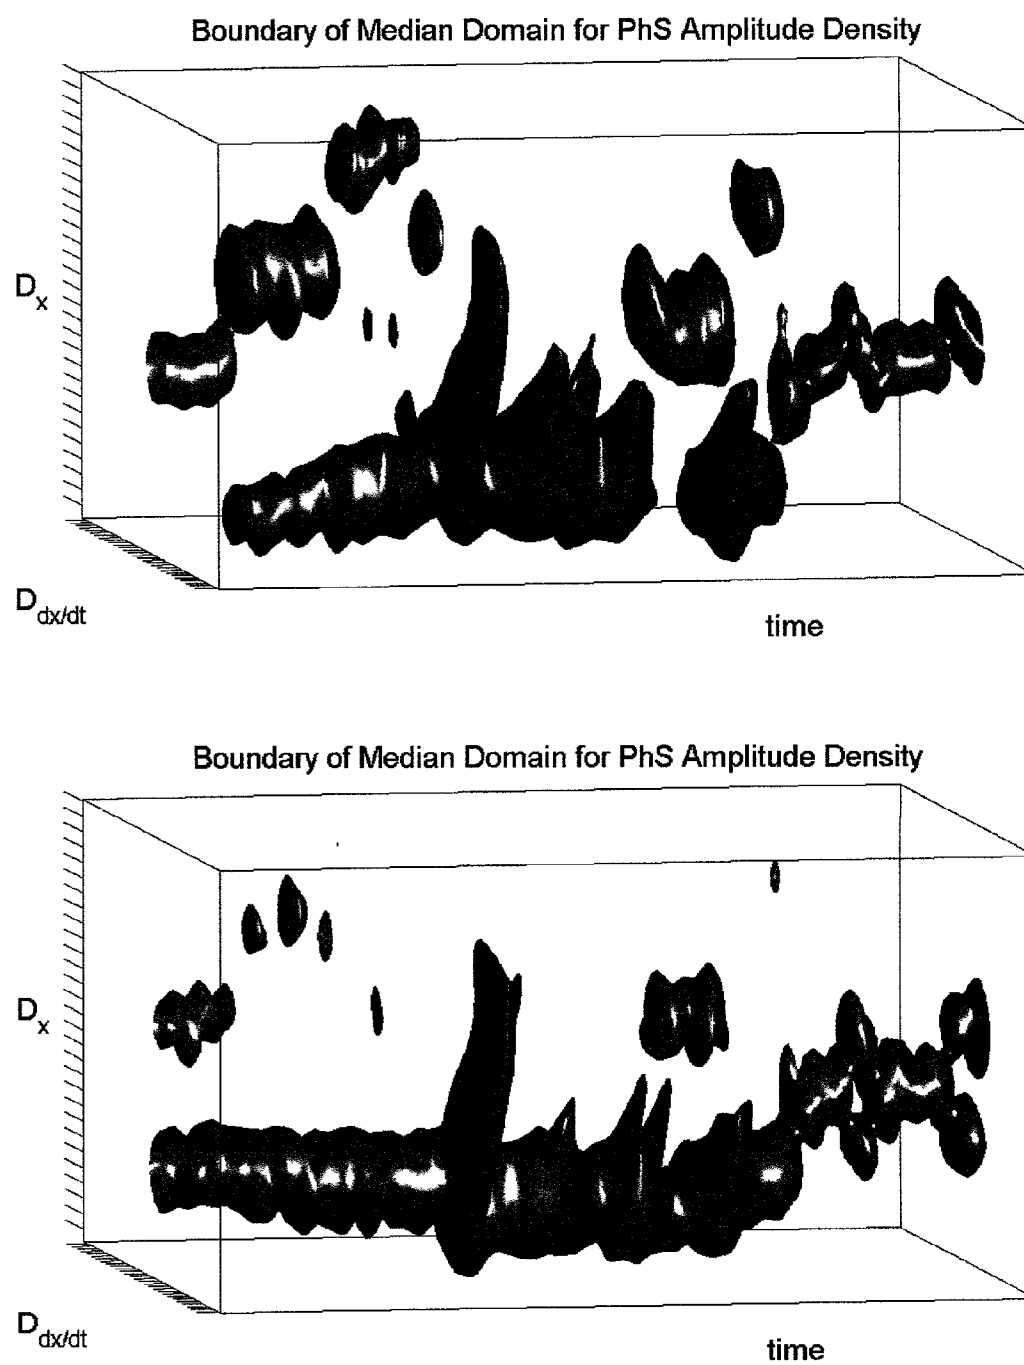 Boundary of Median Domain for PhS Amplitude Density
Dx
Ddx/dt
time
Boundary of Median Domain for PhS Amplitude Density
Dx
Ddx/dt
time